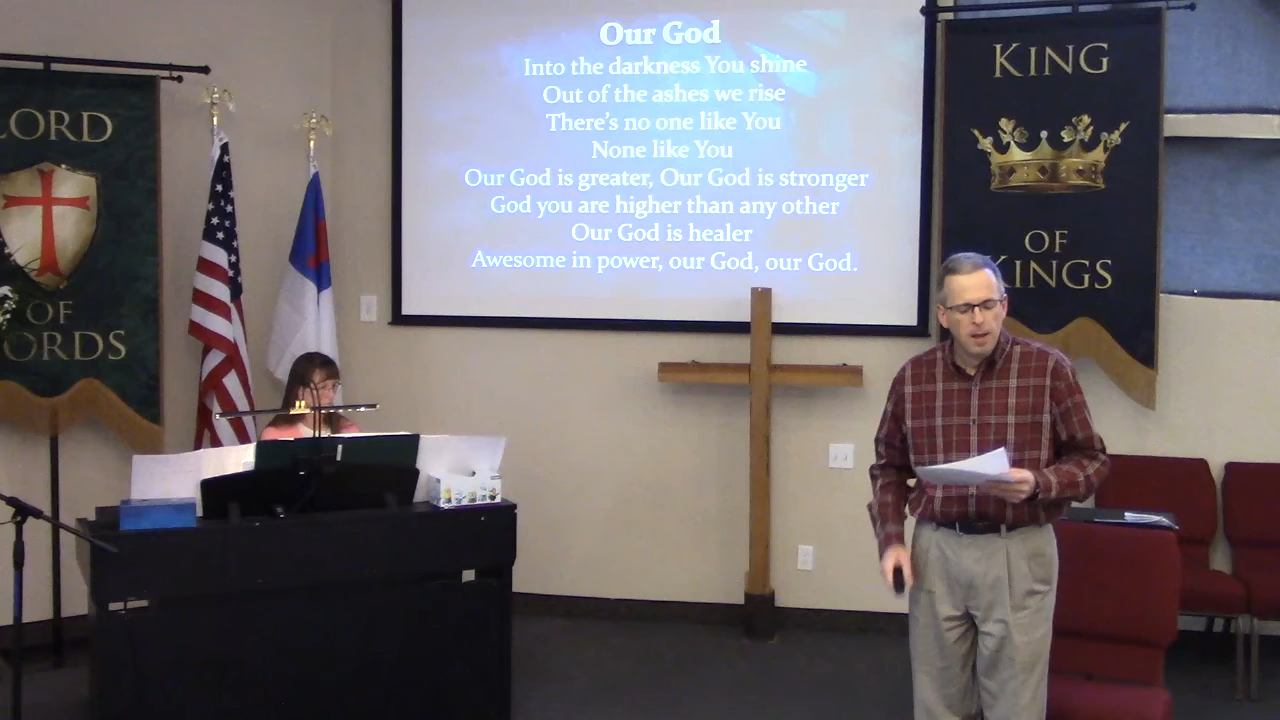 Our God
Into the darkness You shine
Out of the ashes we rise
There's no one like You
None like You
Our God is greater, Our God is stronger
God you are higher than any other
Our God is healer
Awesome in power, our God, our God.
LORD
OF
ORDS
KING
OF
KINGS